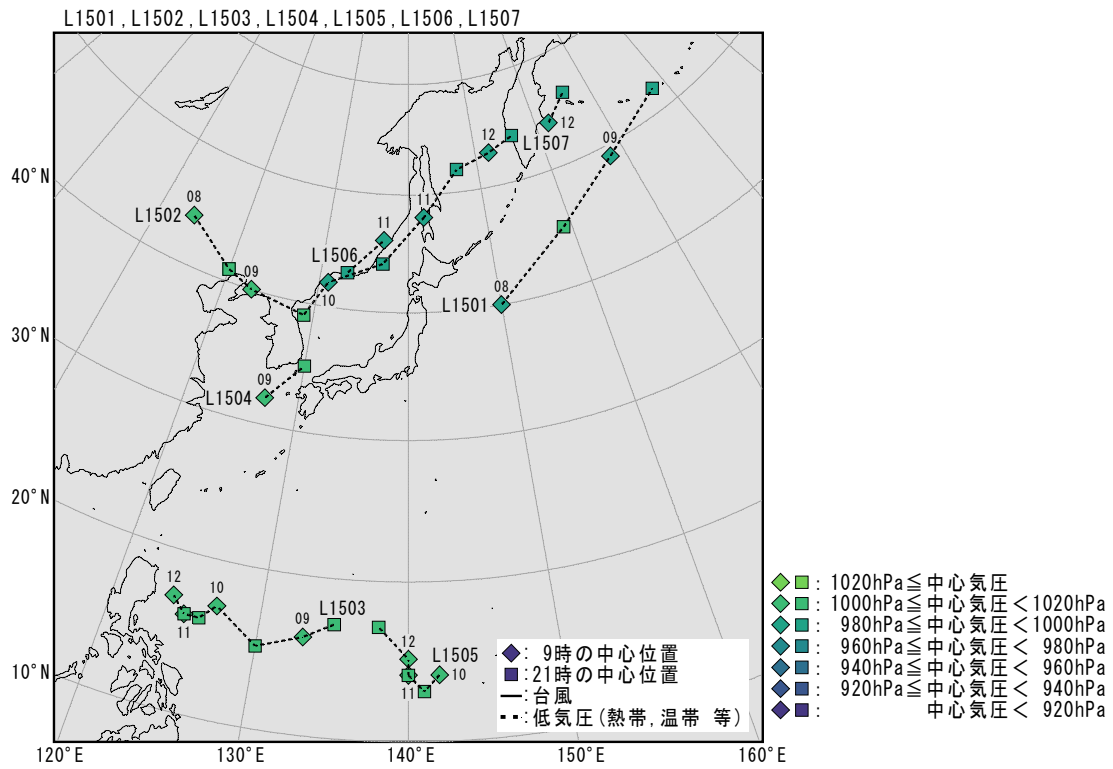 L1501,L1502,L1503,L1504,L1505,L1506,L1507
12
12
L1507
09
40°N
08
L1502
11
11
L1506
09
10
08
L1501
30°N
09
L1504
20°N
12
10
11
L1503
09
12
L1505
10
11
10°N
: 9時の中心位置
:21時の中心位置
:台風
:低気圧(熱帯,温帯 等)
: 1020hPa≦中心気圧
: 1000hPa≦中心気圧＜1020hPa
: 980hPa≦中心気圧＜1000hPa
: 960hPa≦中心気圧＜ 980hPa
: 940hPa≦中心気圧＜ 960hPa
: 920hPa≦中心気圧＜ 940hPa
: 中心気圧＜ 920hPa
120°E 130°E 140°E 150°E 160°E